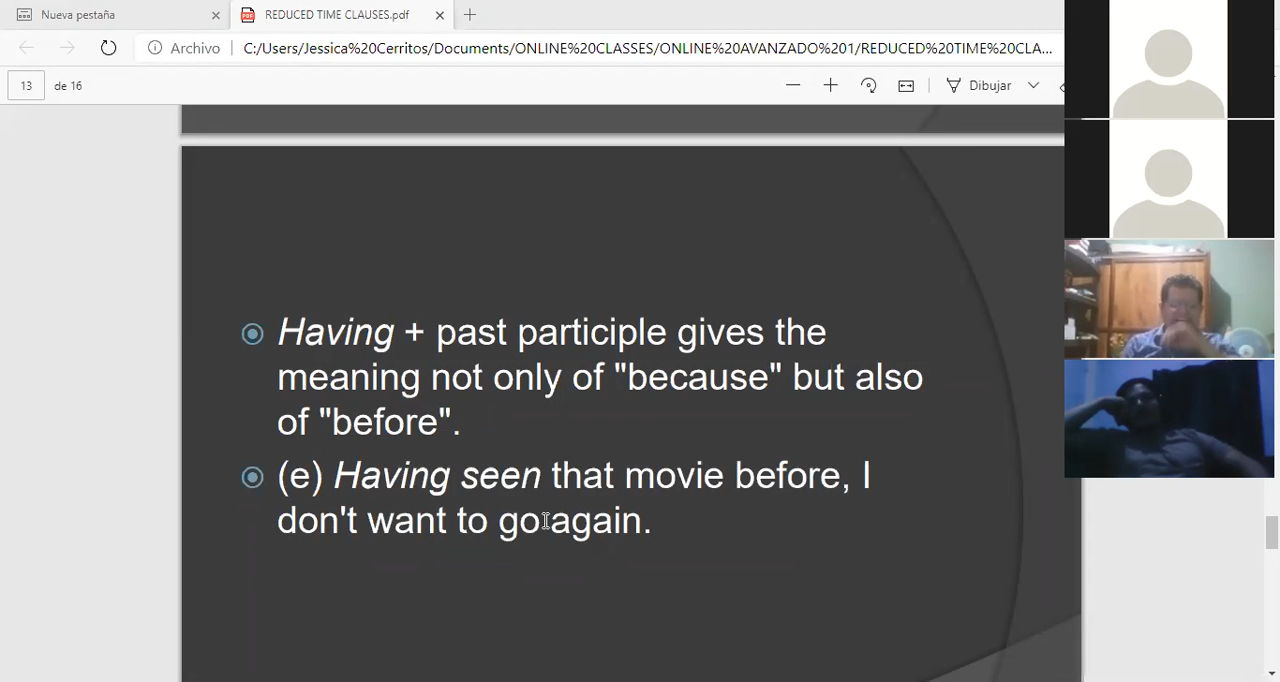 Nueva pestaña
REDUCED TIME CLAUSES.pdf
Archivo
C:/Users/Jessica%20Cerritos/Documents/ONLINE%20CLASSES/ONLINE%20AVANZADO%201/REDUCED%20TIME%20CLA...
13 de 16
Dibujar
Having + past participle gives the
meaning not only of "because" but also
of "before".
(e) Having seen that movie before, I
don't want to go again.